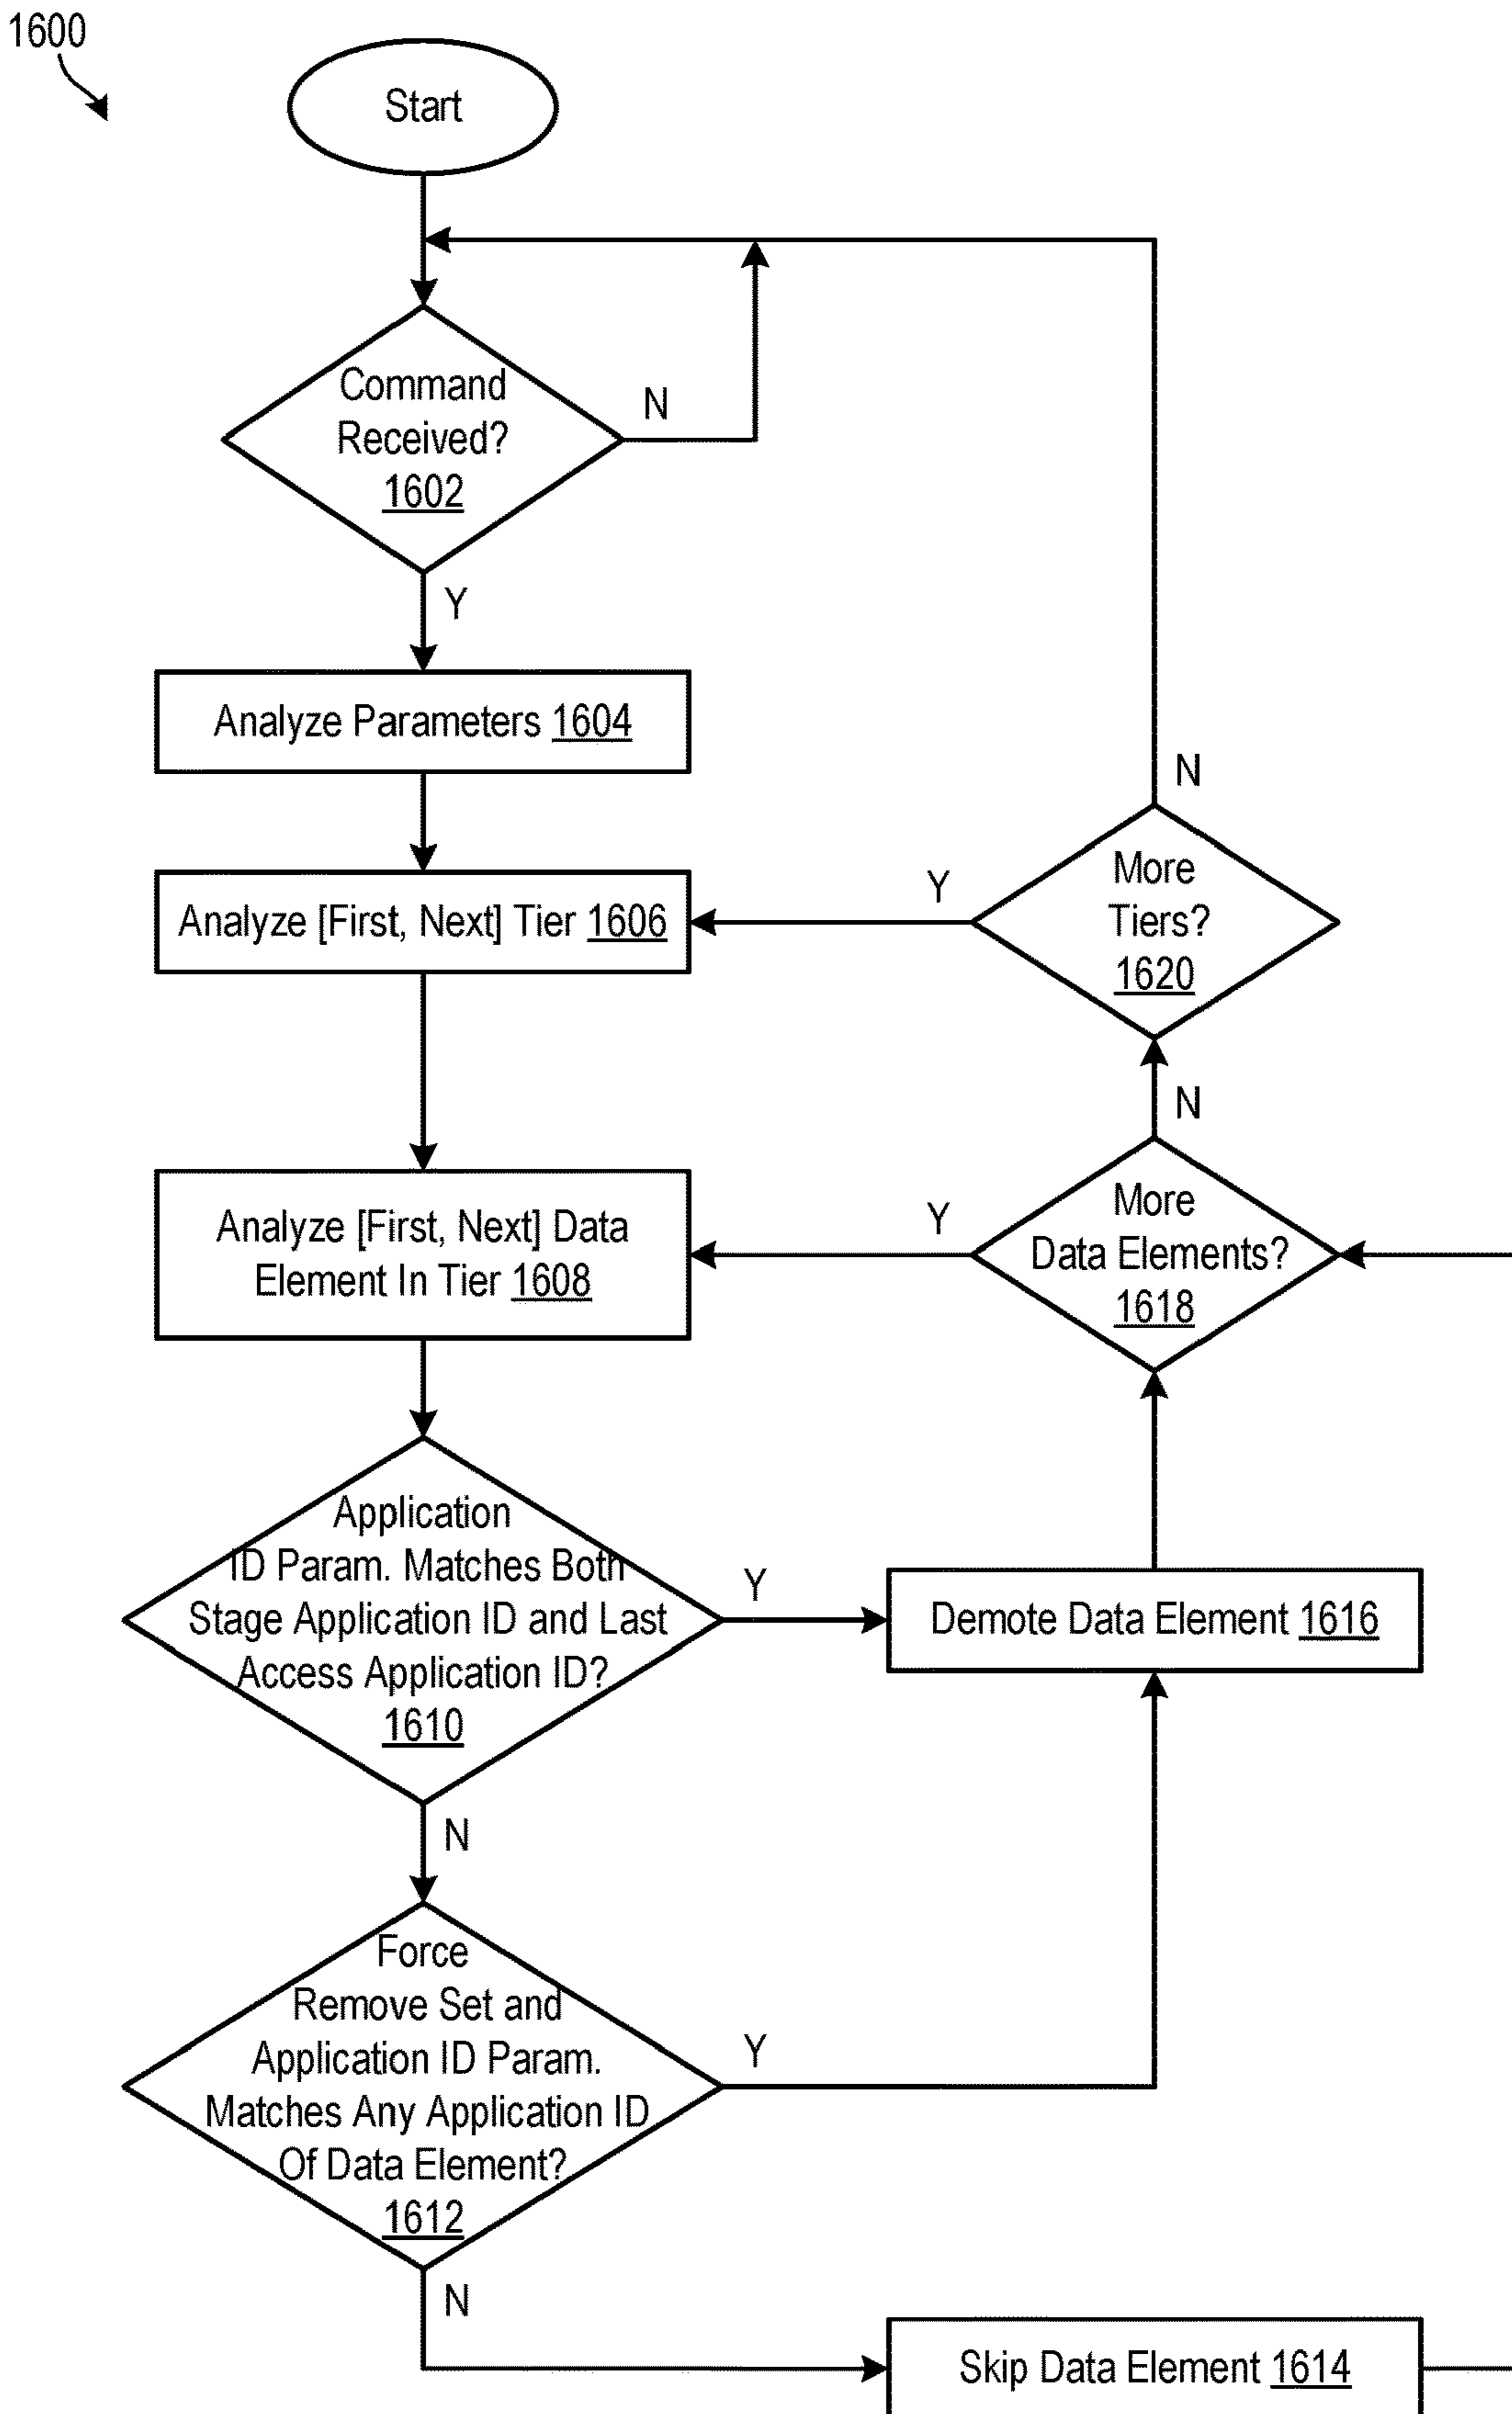 1600
Start
Command
Received?
1602
N
Y
Analyze Parameters 1604
Analyze [First, Next] Tier 1606
Analyze [First, Next] Data
Element In Tier 1608
Application
ID Param. Matches Both
Stage Application ID and Last
Access Application ID?
1610
Y
N
Force
Remove Set and
Application ID Param.
Matches Any Application ID
Of Data Element?
1612
Y
N
Skip Data Element 1614
Demote Data Element 1616
More
Data Elements?
1618
Y
N
More
Tiers?
1620
Y
N